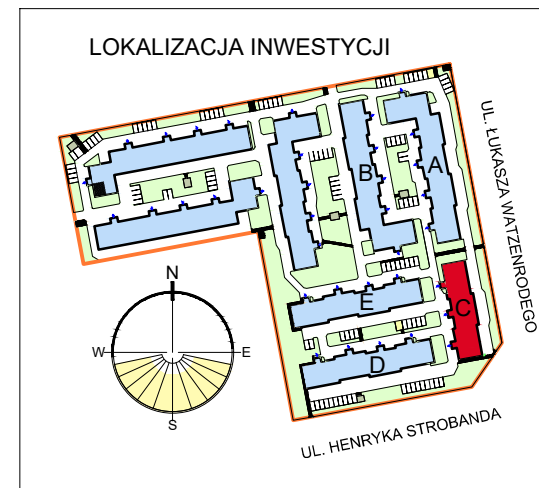 LOKALIZACJA INWESTYCJI
UL. ŁUKASZA WATZENRODEGO
B
A
N
E
C
W
E
D
S
UL. HENRYKA STROBANDA